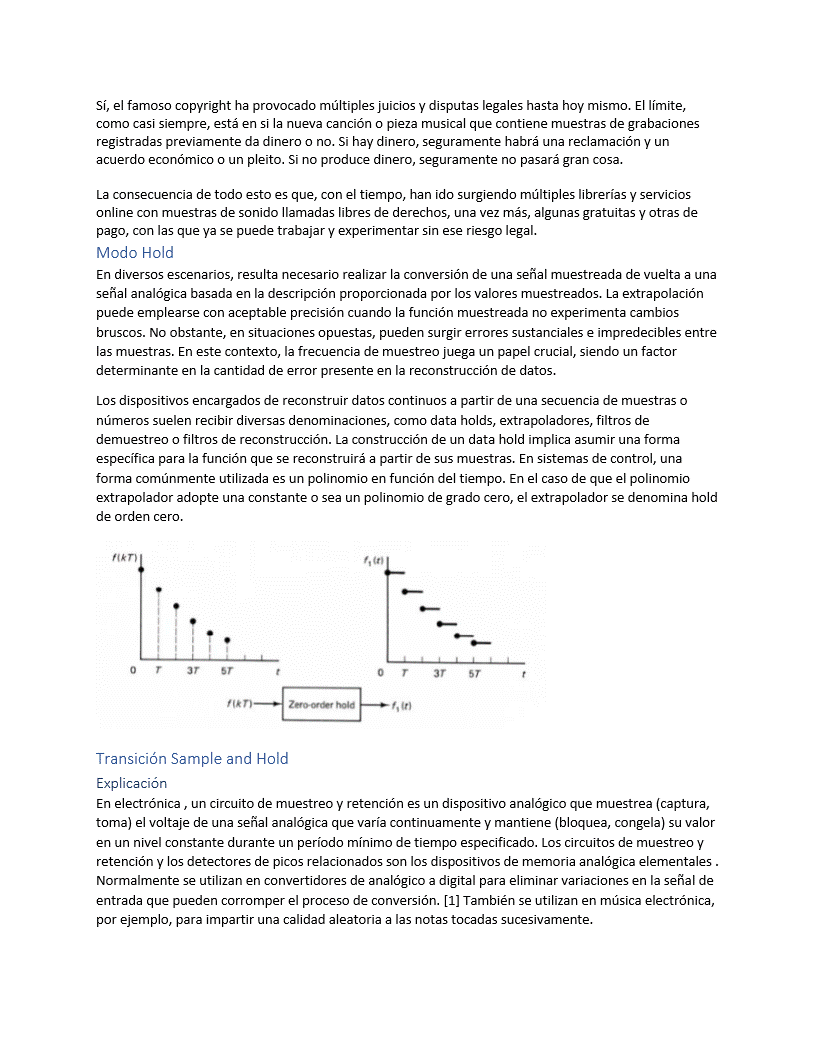 Sí, el famoso copyright ha provocado múltiples juicios y disputas legales hasta hoy mismo. El límite,
como casi siempre, está en si la nueva canción o pieza musical que contiene muestras de grabaciones
registradas previamente da dinero o no. Si hay dinero, seguramente habrá una reclamación y un
acuerdo económico o un pleito. Si no produce dinero, seguramente no pasará gran cosa.
La consecuencia de todo esto es que, con el tiempo, han ido surgiendo múltiples librerías y servicios
online con muestras de sonido llamadas libres de derechos, una vez más, algunas gratuitas y otras de
pago, con las que ya se puede trabajar y experimentar sin ese riesgo legal.
Modo Hold
En diversos escenarios, resulta necesario realizar la conversión de una señal muestreada de vuelta a una
señal analógica basada en la descripción proporcionada por los valores muestreados. La extrapolación
puede emplearse con aceptable precisión cuando la función muestreada no experimenta cambios
bruscos. No obstante, en situaciones opuestas, pueden surgir errores sustanciales e impredecibles entre
las muestras. En este contexto, la frecuencia de muestreo juega un papel crucial, siendo un factor
determinante en la cantidad de error presente en la reconstrucción de datos.
Los dispositivos encargados de reconstruir datos continuos a partir de una secuencia de muestras o
números suelen recibir diversas denominaciones, como data holds, extrapoladores, filtros de
demuestreo o filtros de reconstrucción. La construcción de un data hold implica asumir una forma
específica para la función que se reconstruirá a partir de sus muestras. En sistemas de control, una
forma comúnmente utilizada es un polinomio en función del tiempo. En el caso de que el polinomio
extrapolador adopte una constante o sea un polinomio de grado cero, el extrapolador se denomina hold
de orden cero.
f(kT)
0 T 3T 5T t
f₁(t)
0 T 3T 5T t
f(kT) Zero-order hold f₁(t)
Transición Sample and Hold
Explicación
En electrónica , un circuito de muestreo y retención es un dispositivo analógico que muestrea (captura,
toma) el voltaje de una señal analógica que varía continuamente y mantiene (bloquea, congela) su valor
en un nivel constante durante un período mínimo de tiempo especificado. Los circuitos de muestreo y
retención y los detectores de picos relacionados son los dispositivos de memoria analógica elementales .
Normalmente se utilizan en convertidores de analógico a digital para eliminar variaciones en la señal de
entrada que pueden corromper el proceso de conversión. [1] También se utilizan en música electrónica,
por ejemplo, para impartir una calidad aleatoria a las notas tocadas sucesivamente.